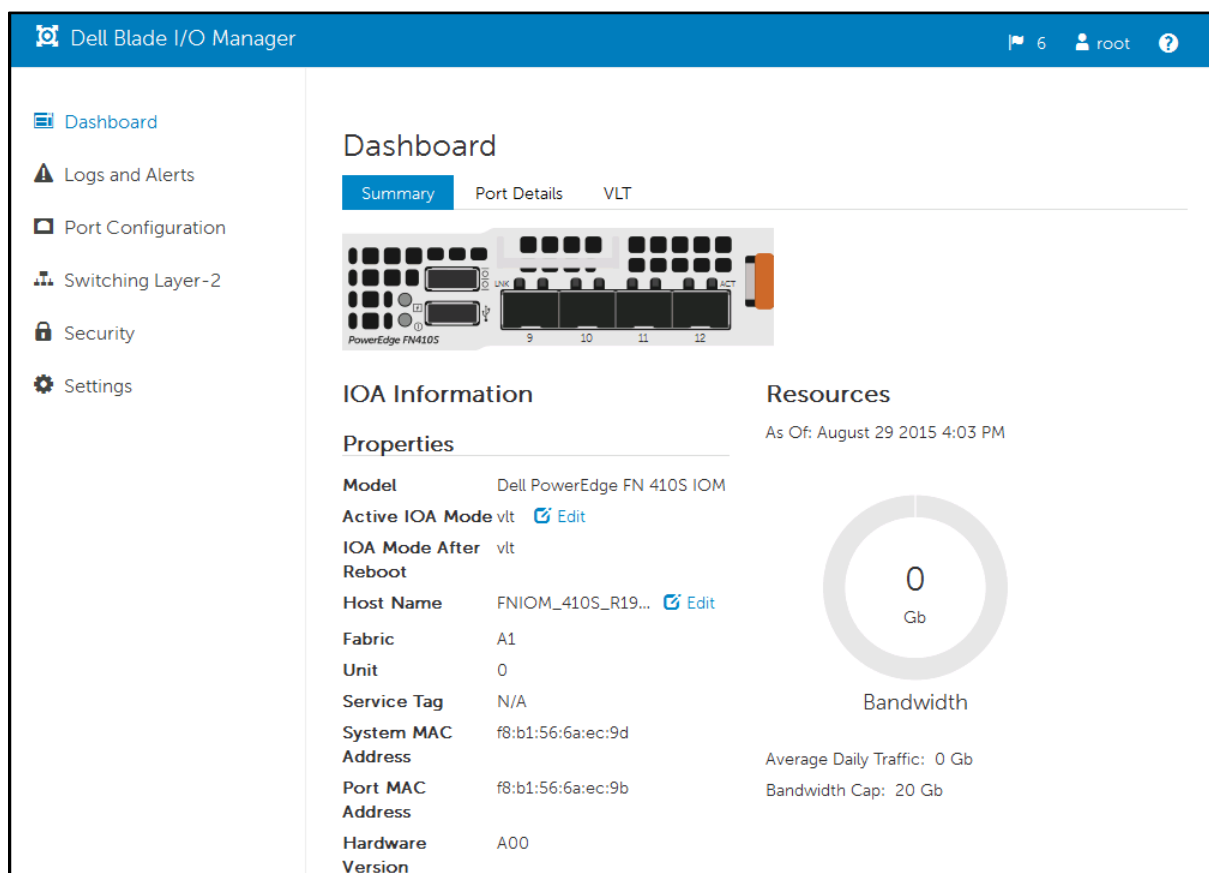 Dell Blade I/O Manager
6 root ?
Dashboard
Logs and Alerts
Port Configuration
Switching Layer-2
Security
Settings
Dashboard
Summary Port Details VLT
LNK ACT
PowerEdge FN410S 9 10 11 12
IOA Information
Properties
Model Dell PowerEdge FN 410S IOM
Active IOA Mode vlt Edit
IOA Mode After vlt
Reboot
Host Name FNIOM_410S_R19... Edit
Fabric A1
Unit 0
Service Tag N/A
System MAC f8:b1:56:6a:ec:9d
Address
Port MAC f8:b1:56:6a:ec:9b
Address
Hardware A00
Version
Resources
As Of: August 29 2015 4:03 PM
0
Gb
Bandwidth
Average Daily Traffic: 0 Gb
Bandwidth Cap: 20 Gb